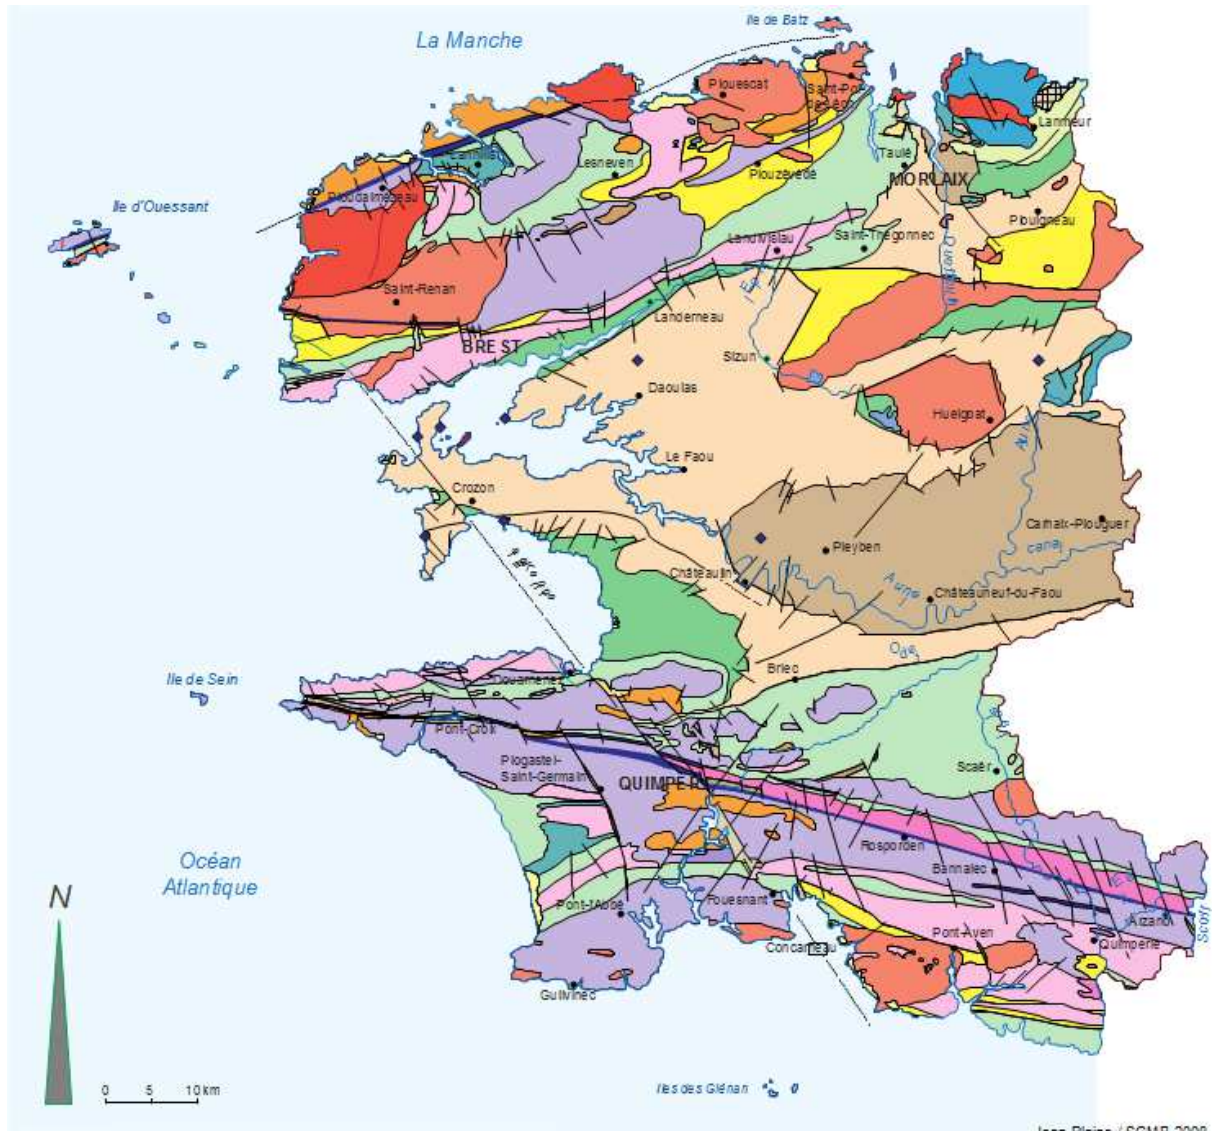 Ile de Batz
La Manche
Plouescat
Saint-Pol
Lanmeur
Lesneven
Taulé
Plouzévédé
MORLAIX
Ploudalmézeau
Ile d'Ouessant
Plouigneau
Landivisiau
Saint-Thégonnec
Saint-Renan
Landerneau
BREST
Sizun
Daoulas
Huelgoat
Le Faou
Crozon
Carhaix-Plouguer
Pleyben
canal
Châteaulin
Aune
Châteauneuf-du-Faou
Odet
Briec
Ile de Sein
Douarnenez
Pont-Croix
Plogastel-
Saint-Germain
Scaër
QUIMPER
Océan
Atlantique
Rosporden
Bannalec
N
Pont-l'Abbé
Fouesnant
Arzano
Scorff
Concarneau
Pont-Aven
Quimperlé
Guilvinec
0 5 10 km
Iles des Glénan